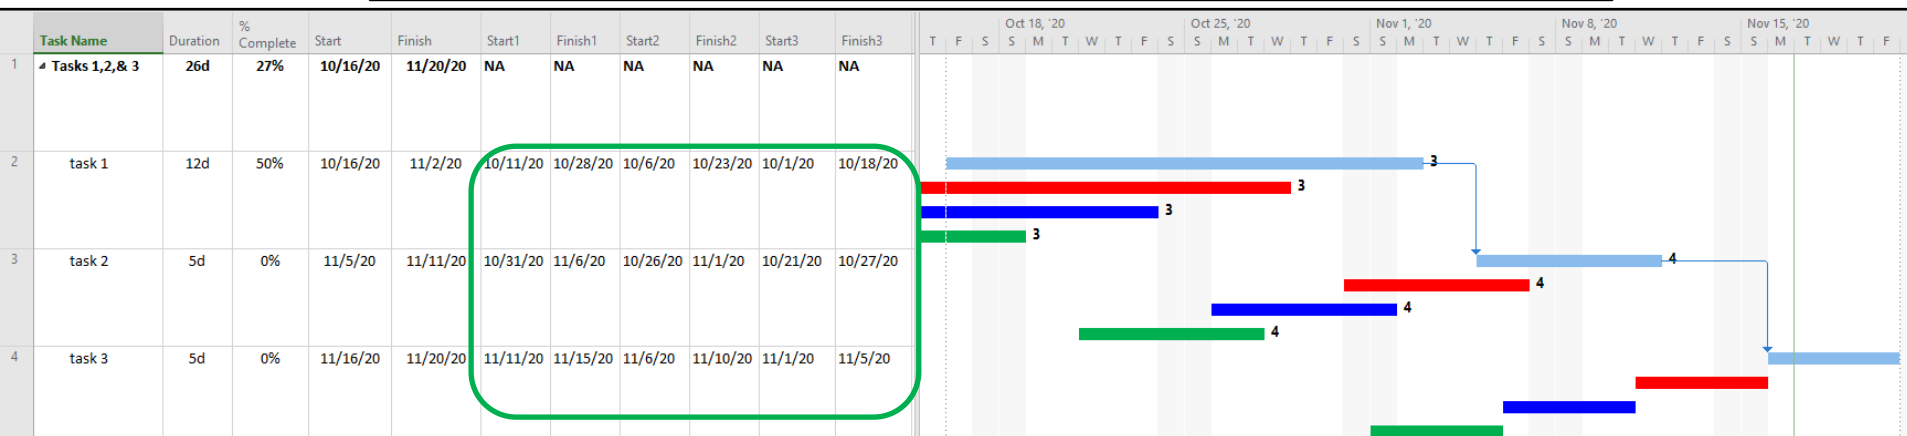 Oct 18, '20 Oct 25, '20 Nov 1, '20 Nov 8, '20 Nov 15, '20
Task Name Duration % Complete Start Finish Start1 Finish1 Start2 Finish2 Start3 Finish3
T F S S M T W T F S S M T W T F S S M T W T F S S M T W T F S S M T W T F
1 Tasks 1,2,& 3 26d 27% 10/16/20 11/20/20 NA NA NA NA NA NA
2 task 1 12d 50% 10/16/20 11/2/20 10/11/20 10/28/20 10/6/20 10/23/20 10/1/20 10/18/20 3
3
3
3
3 task 2 5d 0% 11/5/20 11/11/20 10/31/20 11/6/20 10/26/20 11/1/20 10/21/20 10/27/20 4
4
4
4
4 task 3 5d 0% 11/16/20 11/20/20 11/11/20 11/15/20 11/6/20 11/10/20 11/1/20 11/5/20